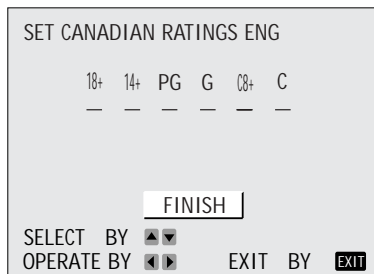 SET CANADIAN RATINGS ENG
18+ 14+ PG G C8+ C
FINISH
SELECT BY ▲▼
OPERATE BY ◀▶ EXIT BY EXIT